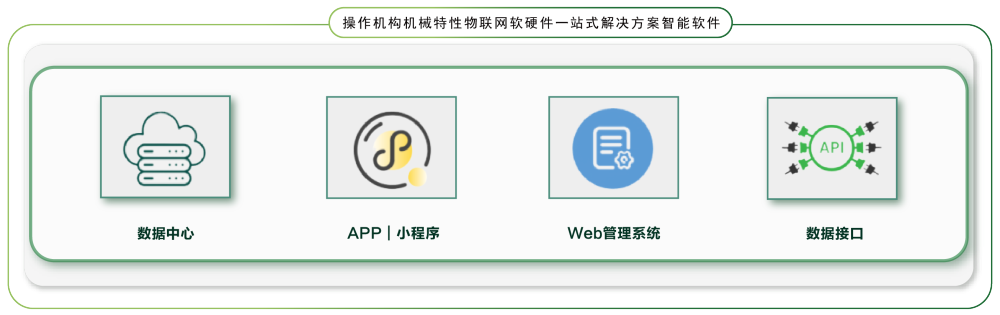 操作机构机械特性物联网软硬件一站式解决方案智能软件
API
数据中心
APP｜小程序
Web管理系统
数据接口